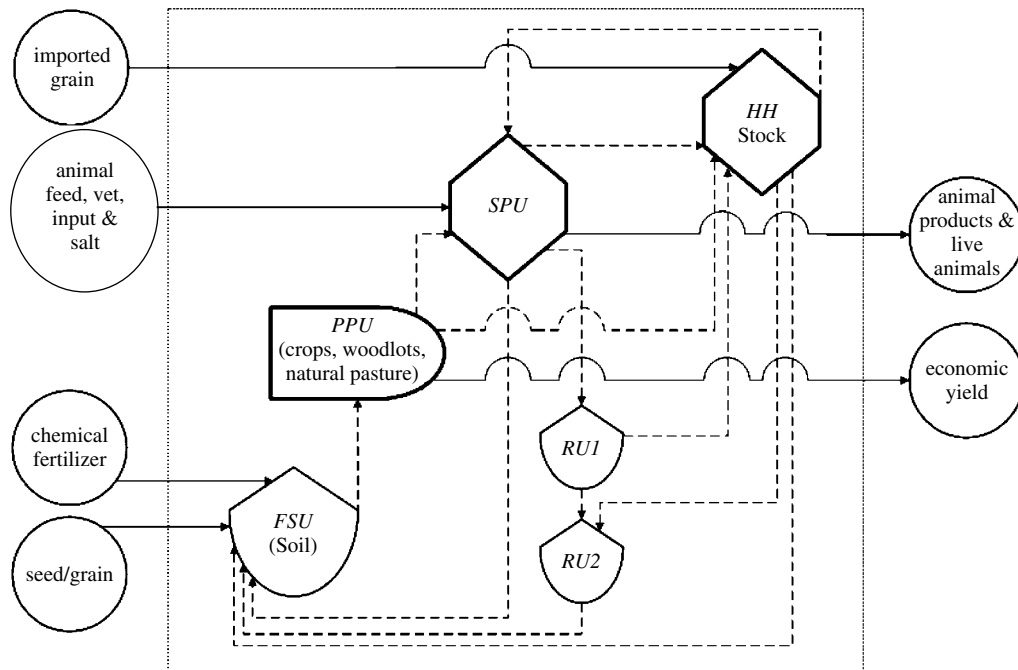 imported
grain
HH
Stock
animal
feed, vet,
input &
salt
SPU
animal
products &
live
animals
PPU
(crops, woodlots,
natural pasture)
economic
yield
chemical
fertilizer
RU1
FSU
(Soil)
RU2
seed/grain